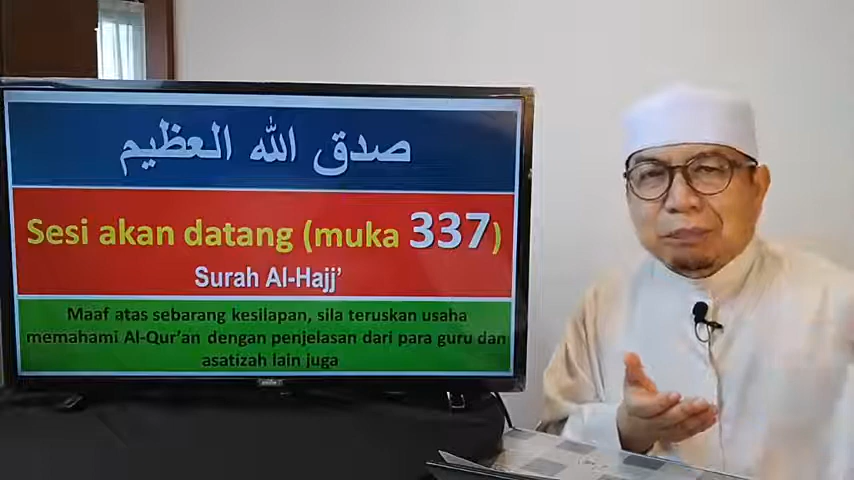 صدق الله العظيم
Sesi akan datang (muka 337)
Surah Al-Hajj’
Maaf atas sebarang kesilapan, sila teruskan usaha
memahami Al-Qur’an dengan penjelasan dari para guru dan
asatizah lain juga